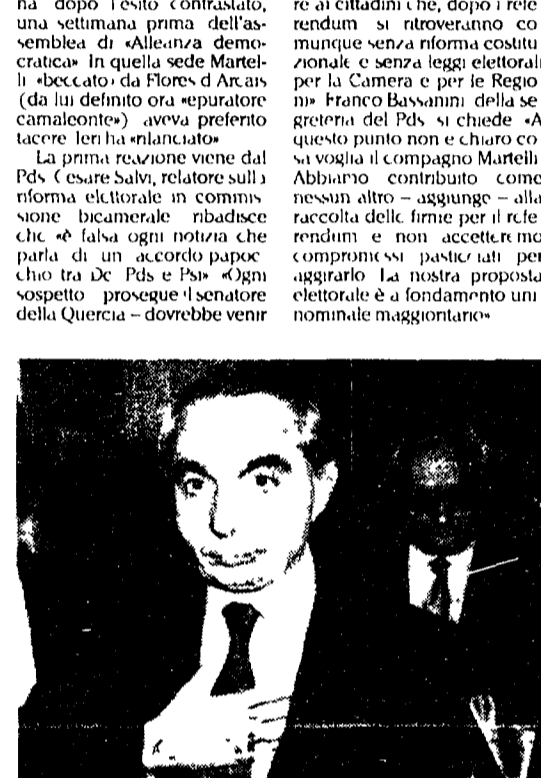 ha dopo l'esito contrastato,
una settimana prima dell'as-
semblea di «Alleanza demo-
cratica» In quella sede Martel-
li «beccato» da Flores d Arcais
(da lui definito ora «epuratore
camaleonte») aveva preferito
tacere Ieri ha «rilanciato»
La prima reazione viene dal
Pds Cesare Salvi, relatore sulla
riforma elettorale in commis-
sione bicamerale ribadisce
che «è falsa ogni notizia che
parla di un accordo papoc-
chio tra Dc Pds e Psi» «Ogni
sospetto prosegue il senatore
della Quercia – dovrebbe venir
re ai cittadini che, dopo i refe
rendum si ritroveranno co
munque senza riforma costitu
zionale e senza leggi elettorali
per la Camera e per le Regio
ni» Franco Bassanini della se
greteria del Pds si chiede «A
questo punto non e chiaro co
sa voglia il compagno Martelli
Abbiamo contribuito come
nessun altro – aggiunge – alla
raccolta delle firme per il refe
rendum e non accetteremo
compromessi pasticciati per
aggirarlo La nostra proposta
elettorale è a fondamento uni
nominale maggioritario»